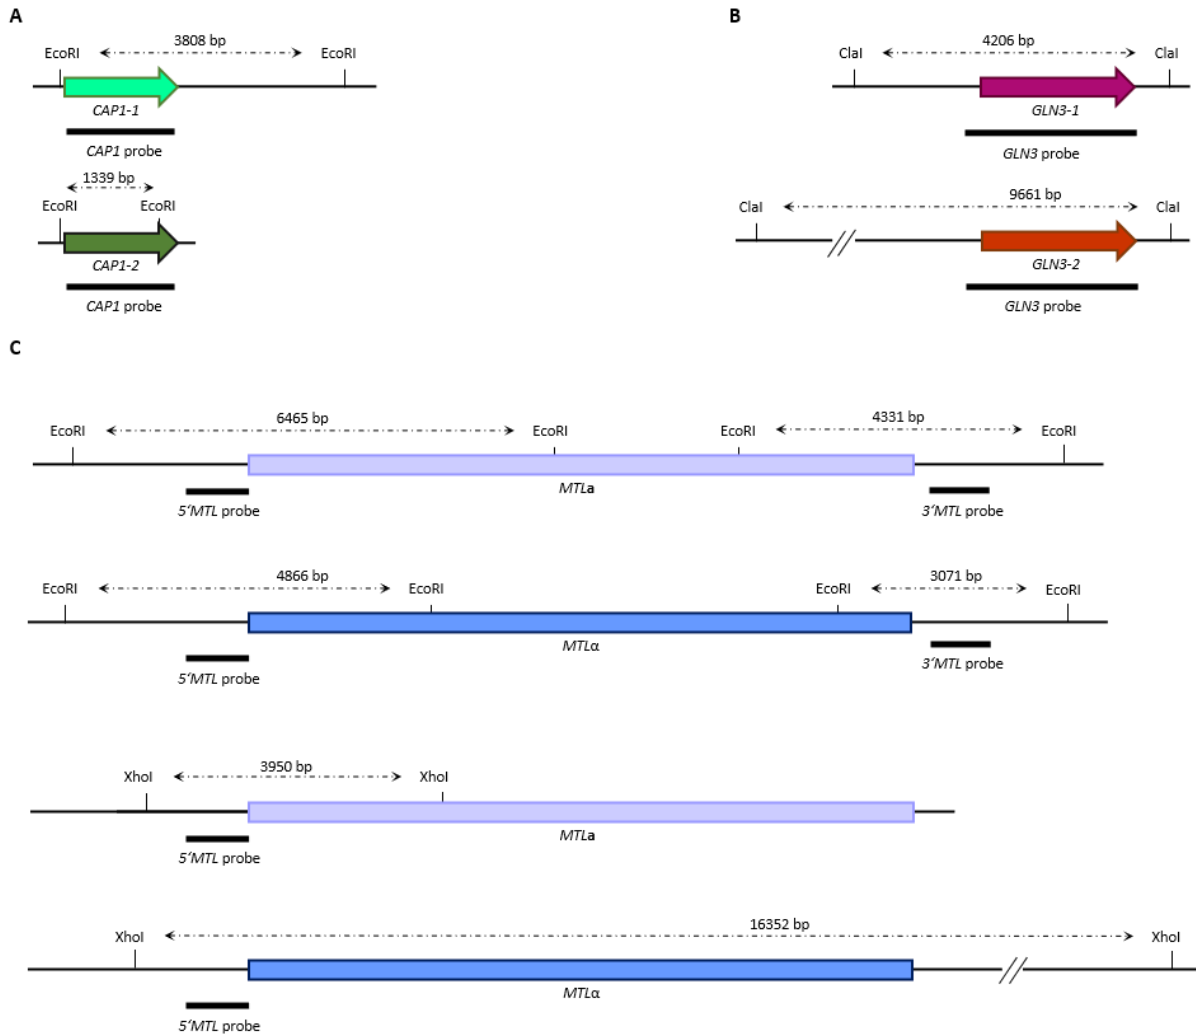 A
B
3808 bp
EcoRI
EcoRI
CAP1-1
CAP1 probe
1339 bp
EcoRI
EcoRI
CAP1-2
CAP1 probe
4206 bp
ClaI
ClaI
GLN3-1
GLN3 probe
9661 bp
ClaI
ClaI
GLN3-2
GLN3 probe
C
6465 bp
4331 bp
EcoRI
EcoRI
EcoRI
EcoRI
5'MTL probe
MTLa
3'MTL probe
4866 bp
3071 bp
EcoRI
EcoRI
EcoRI
EcoRI
5'MTL probe
MTLα
3'MTL probe
3950 bp
XhoI
XhoI
5'MTL probe
MTLa
16352 bp
XhoI
XhoI
5'MTL probe
MTLα